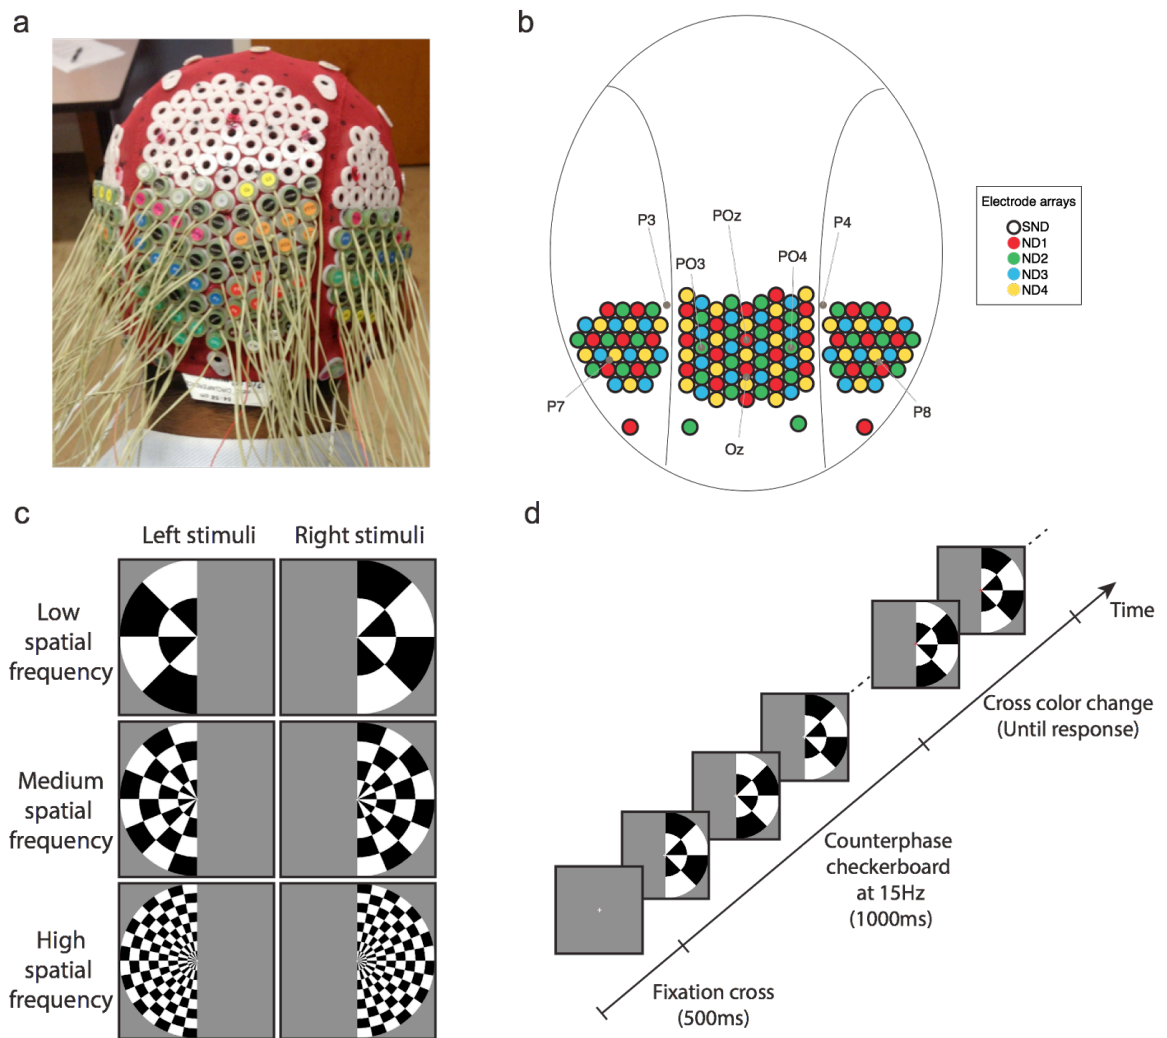 a
b
P3
POz
P4
PO3
PO4
P7
Oz
P8
Electrode arrays
SND
ND1
ND2
ND3
ND4
c
Left stimuli
Right stimuli
Low
spatial
frequency
Medium
spatial
frequency
High
spatial
frequency
d
Time
Cross color change
(Until response)
Counterphase
checkerboard
at 15Hz
(1000ms)
Fixation cross
(500ms)